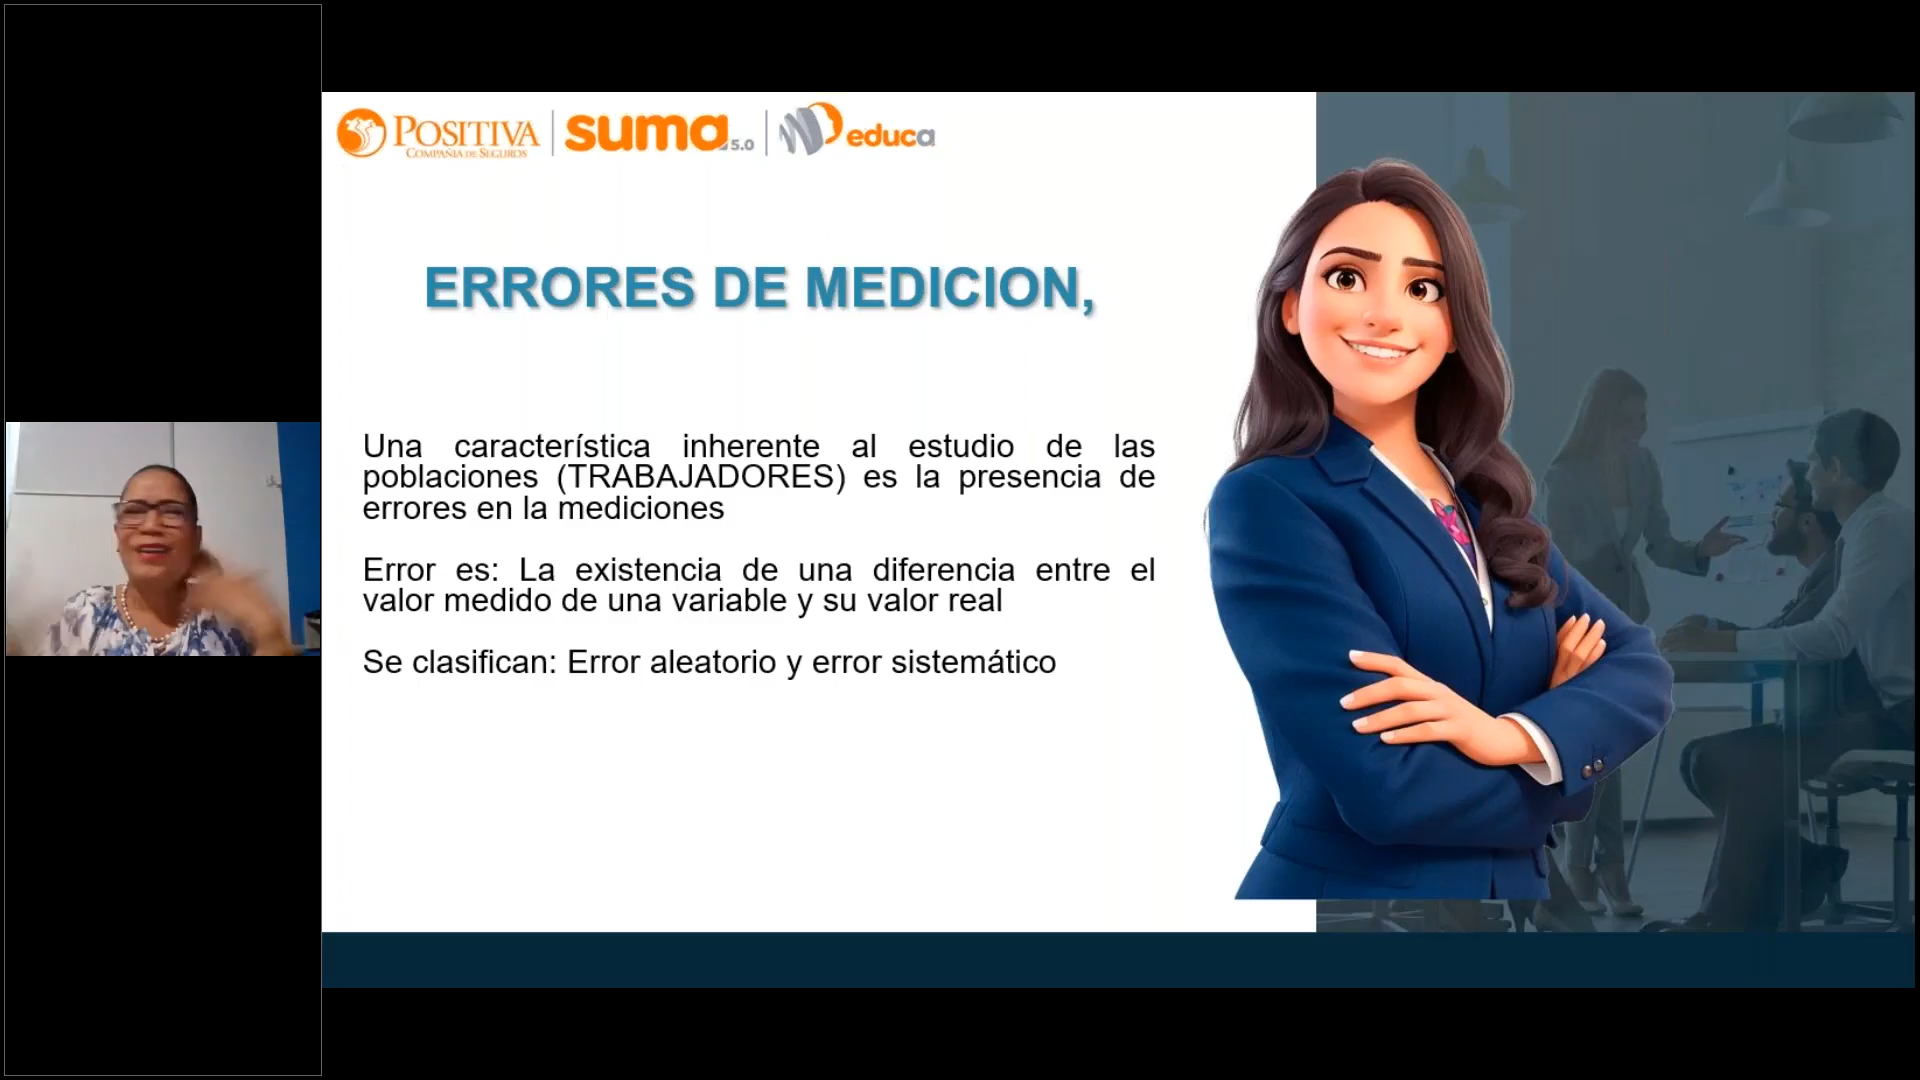 POSITIVA
COMPAÑIA DE SEGUROS
suma 5.0
educa
ERRORES DE MEDICION,
Una característica inherente al estudio de las
poblaciones (TRABAJADORES) es la presencia de
errores en la mediciones
Error es: La existencia de una diferencia entre el
valor medido de una variable y su valor real
Se clasifican: Error aleatorio y error sistemático